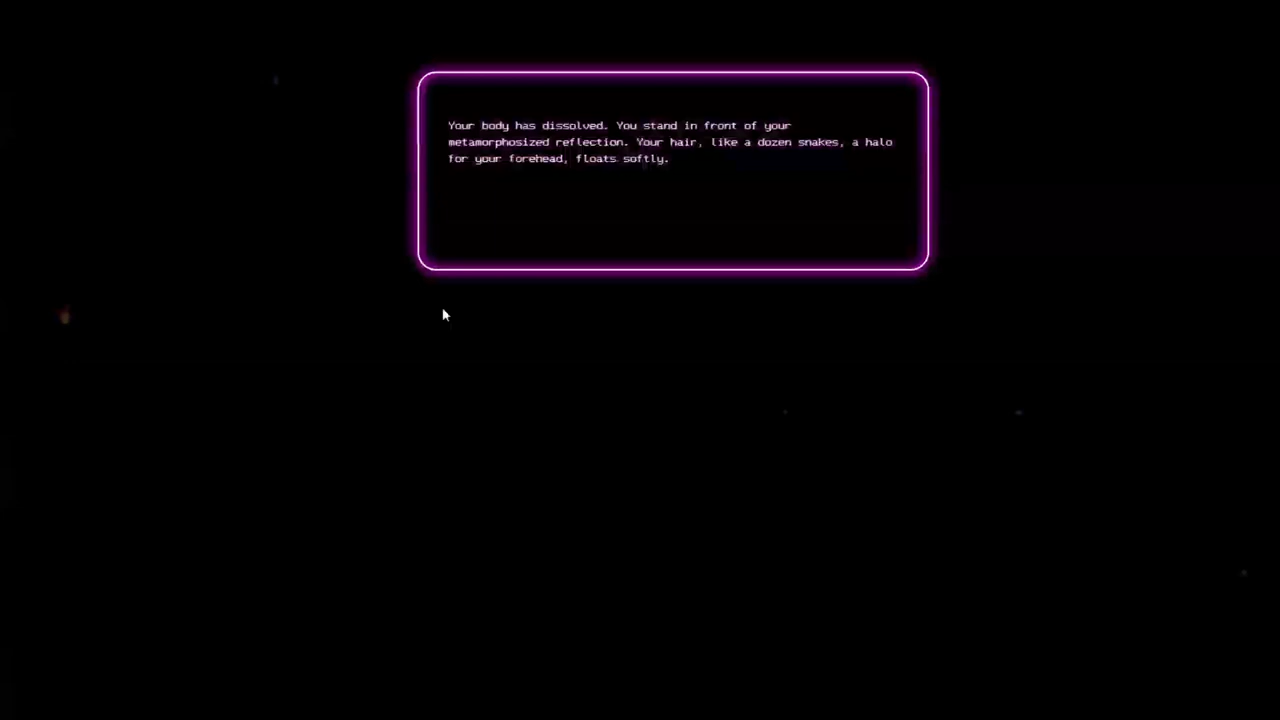 Your body has dissolved. You stand in front of your
metamorphosized reflection. Your hair, like a dozen snakes, a halo
for your forehead, floats softly.